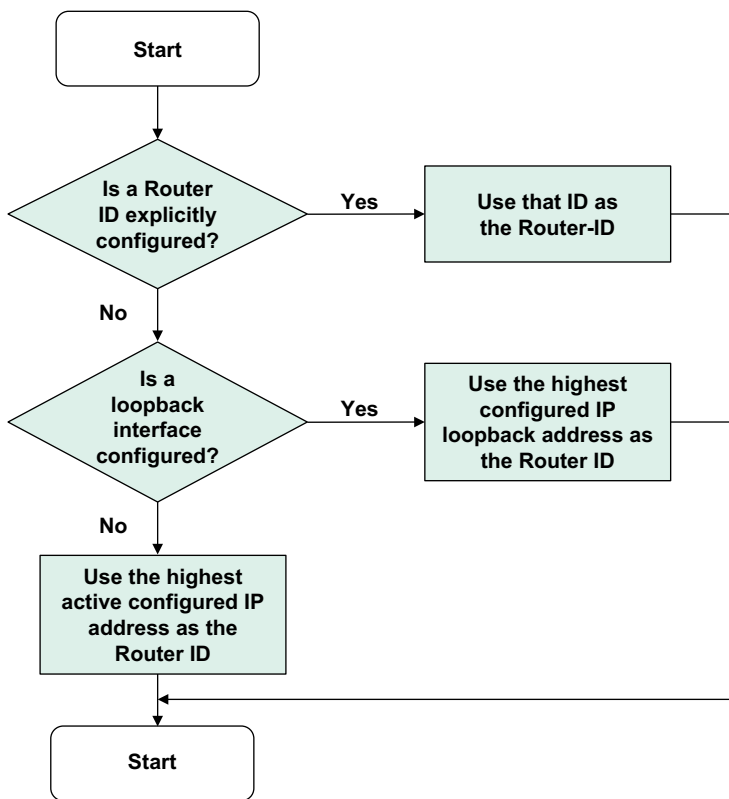 Start
Is a Router
ID explicitly
configured?
Yes
Use that ID as
the Router-ID
No
Is a
loopback
interface
configured?
Yes
Use the highest
configured IP
loopback address as
the Router ID
No
Use the highest
active configured IP
address as the
Router ID
Start